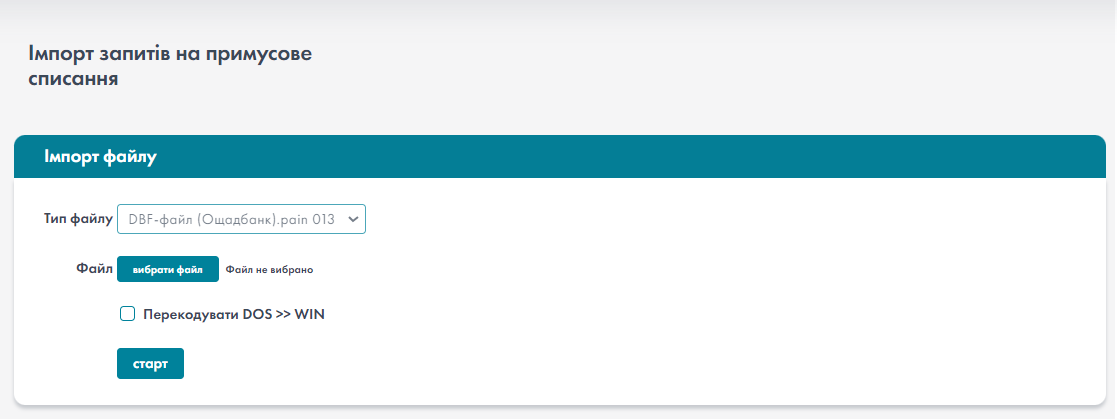 Імпорт запитів на примусове
списання
Імпорт файлу
Тип файлу DBF-файл (Ощадбанк).pain 013
Файл вибрати файл Файл не вибрано
Перекодувати DOS >> WIN
старт